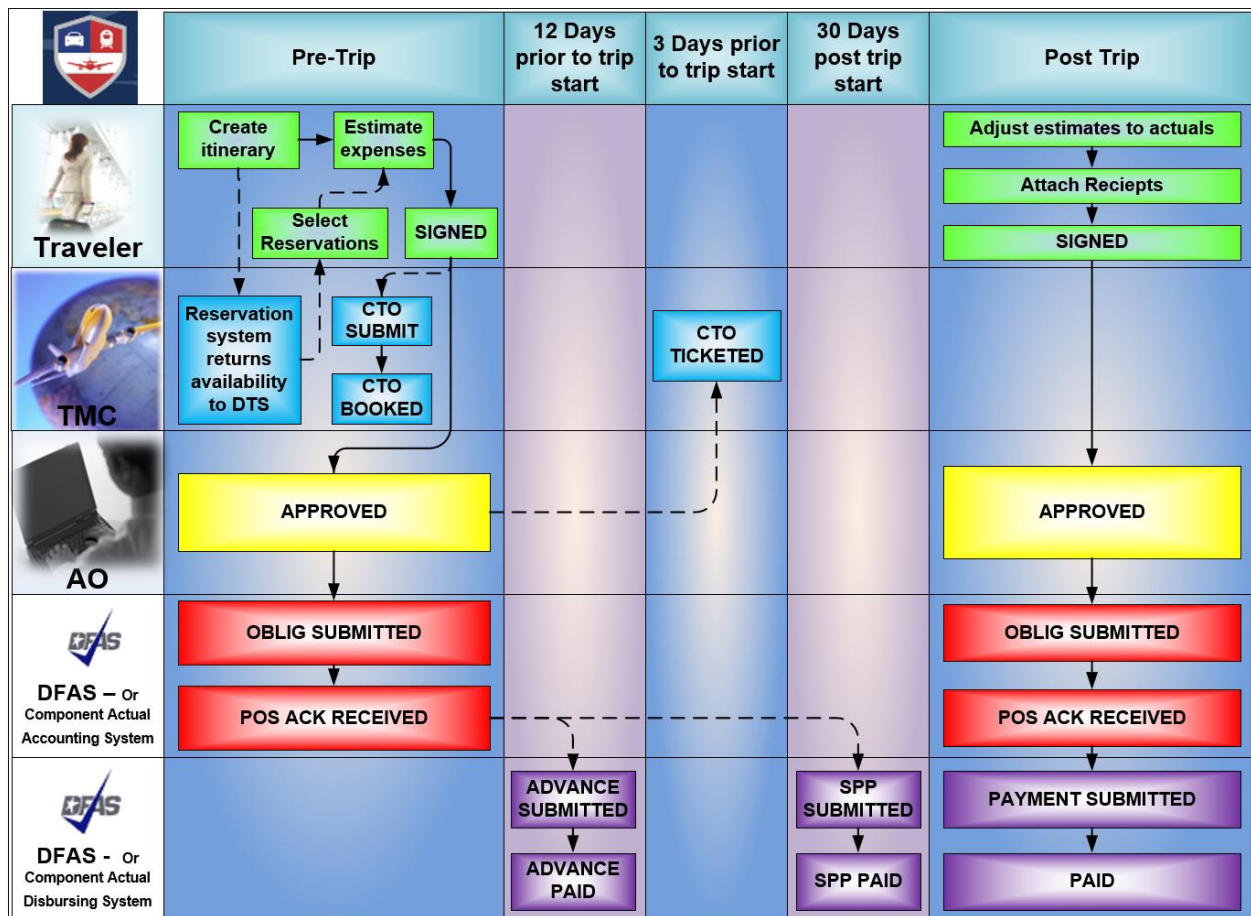 Pre-Trip
12 Days
prior to trip
start
3 Days prior
to trip start
30 Days
post trip
start
Post Trip
Traveler
Create
itinerary
Estimate
expenses
Select
Reservations
SIGNED
Adjust estimates to actuals
Attach Reciepts
SIGNED
TMC
Reservation
system
returns
availability
to DTS
CTO
SUBMIT
CTO
BOOKED
CTO
TICKETED
AO
APPROVED
APPROVED
DFAS
DFAS – Or
Component Actual
Accounting System
OBLIG SUBMITTED
POS ACK RECEIVED
OBLIG SUBMITTED
POS ACK RECEIVED
DFAS
DFAS - Or
Component Actual
Disbursing System
ADVANCE
SUBMITTED
ADVANCE
PAID
SPP
SUBMITTED
SPP PAID
PAYMENT SUBMITTED
PAID